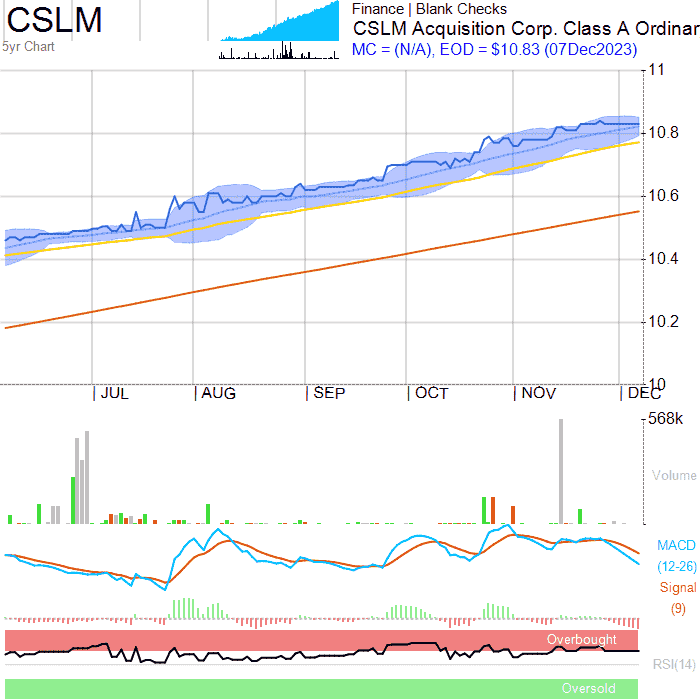 CSLM
5yr Chart
Finance | Blank Checks
CSLM Acquisition Corp. Class A Ordinar
MC = (N/A), EOD = $10.83 (07Dec2023)
11
10.8
10.6
10.4
10.2
10
JUL AUG SEP OCT NOV DEC
568k
Volume
MACD
(12-26)
Signal
(9)
Overbought
RSI(14)
Oversold